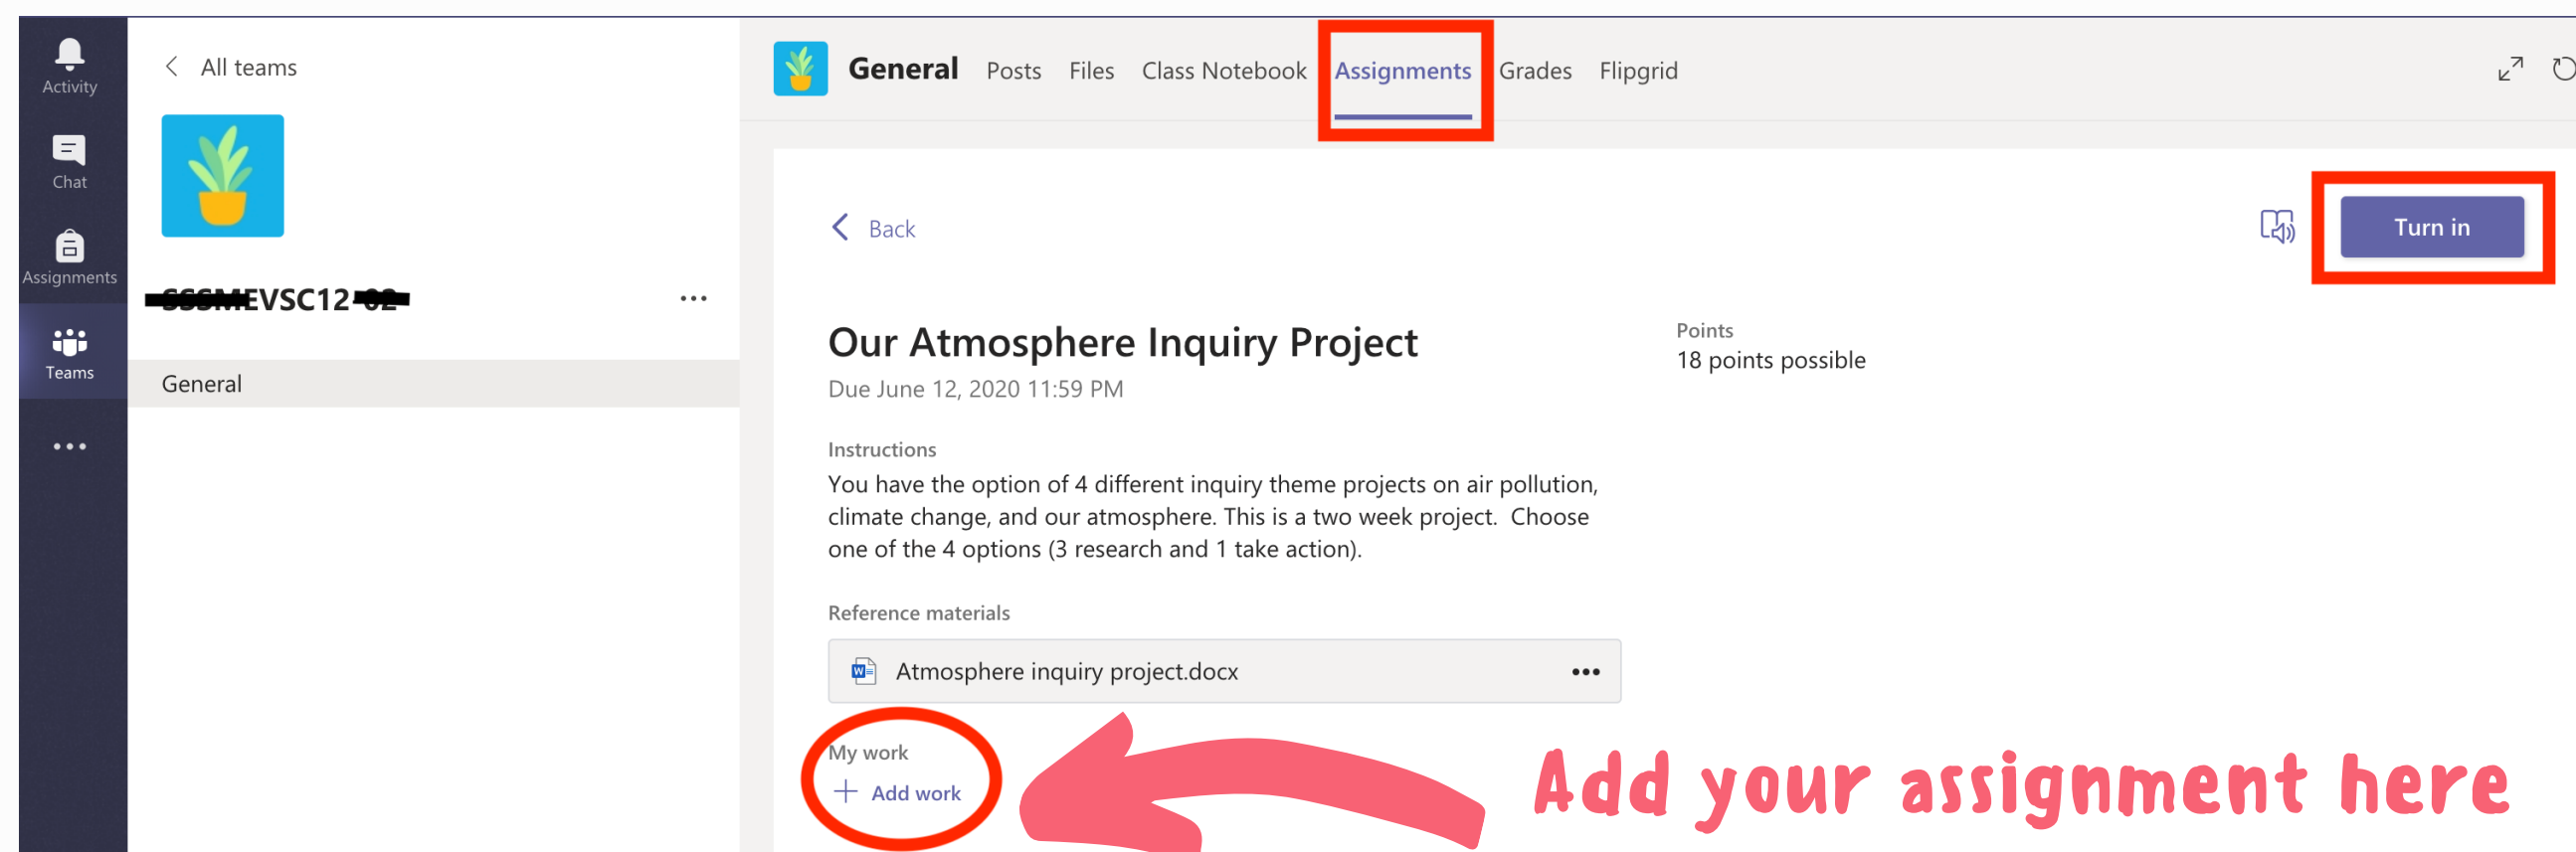 Activity
Chat
Assignments
Teams
All teams
EVSC12-
General
General Posts Files Class Notebook Assignments Grades Flipgrid
Back
Turn in
Our Atmosphere Inquiry Project
Due June 12, 2020 11:59 PM
Points
18 points possible
Instructions
You have the option of 4 different inquiry theme projects on air pollution,
climate change, and our atmosphere. This is a two week project. Choose
one of the 4 options (3 research and 1 take action).
Reference materials
Atmosphere inquiry project.docx
My work
+ Add work
Add your assignment here